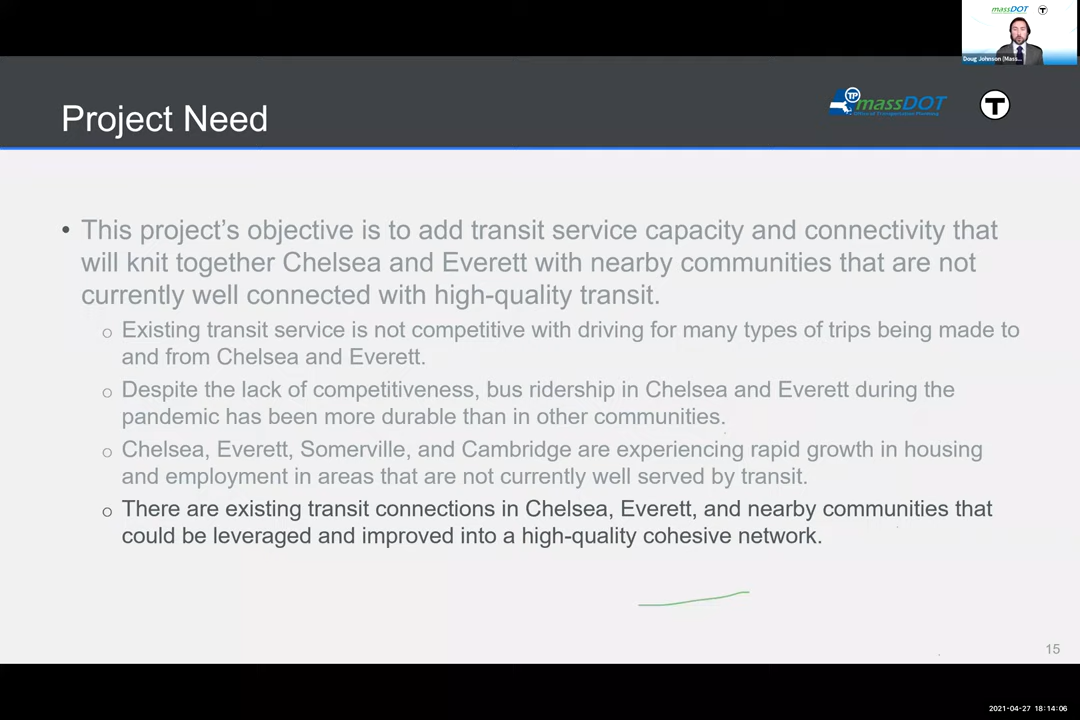 massDOT
T
Doug Johnson (Mass...
Project Need
TP
massDOT
Office of Transportation Planning
T
• This project's objective is to add transit service capacity and connectivity that
will knit together Chelsea and Everett with nearby communities that are not
currently well connected with high-quality transit.
o Existing transit service is not competitive with driving for many types of trips being made to
and from Chelsea and Everett.
o Despite the lack of competitiveness, bus ridership in Chelsea and Everett during the
pandemic has been more durable than in other communities.
o Chelsea, Everett, Somerville, and Cambridge are experiencing rapid growth in housing
and employment in areas that are not currently well served by transit.
o There are existing transit connections in Chelsea, Everett, and nearby communities that
could be leveraged and improved into a high-quality cohesive network.
15
2021-04-27 18:14:06